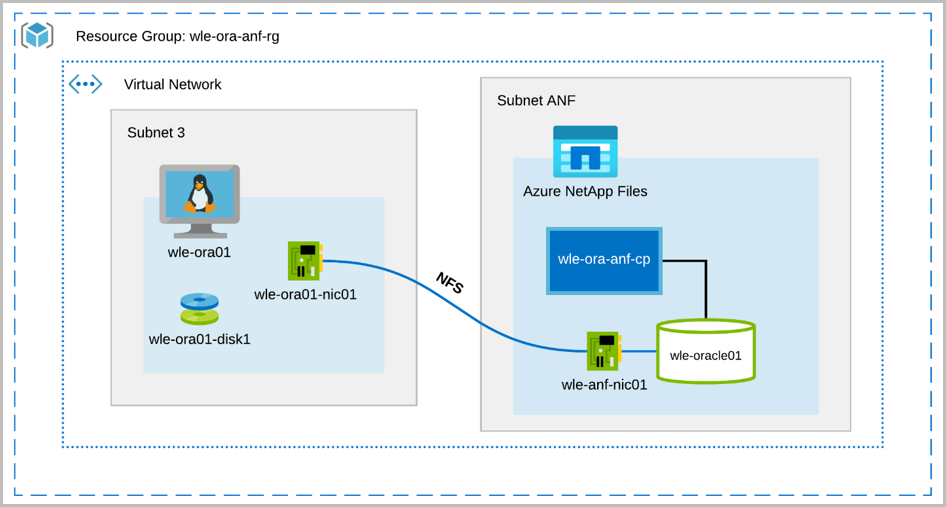 Resource Group: wle-ora-anf-rg
Virtual Network
Subnet 3
wle-ora01
wle-ora01-nic01
wle-ora01-disk1
NFS
Subnet ANF
Azure NetApp Files
wle-ora-anf-cp
wle-oracle01
wle-anf-nic01